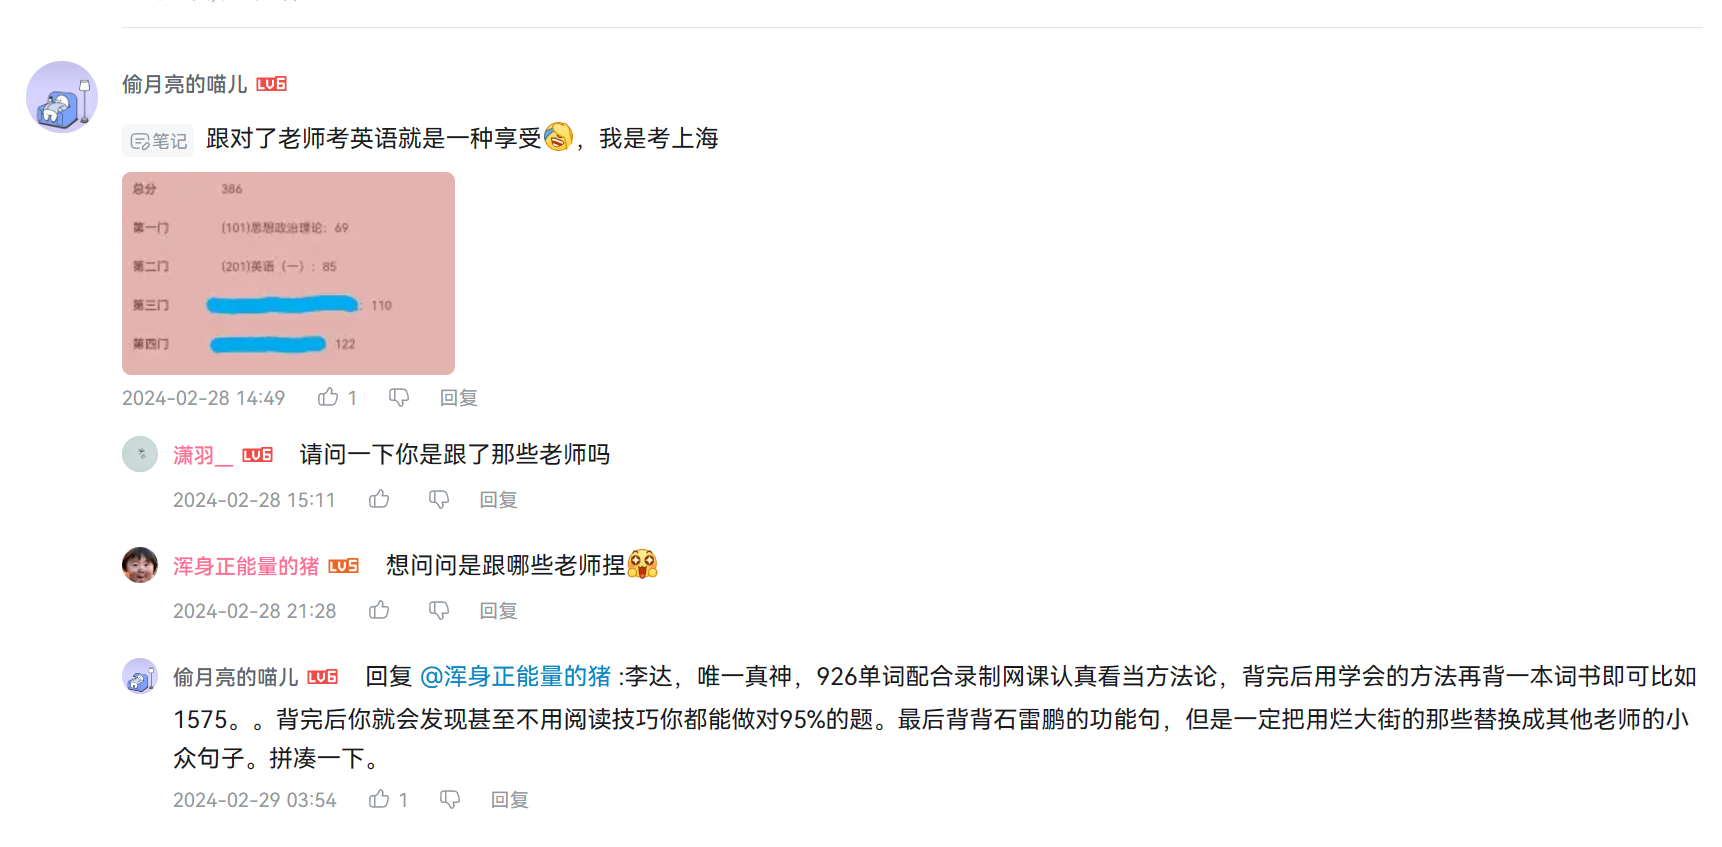 偷月亮的喵儿 LV6
笔记 跟对了老师考英语就是一种享受，我是考上海
总分 386
第一门 (101)思想政治理论：69
第二门 (201)英语（一）：85
第三门 ：110
第四门 122
2024-02-28 14:49 1 回复
潇羽__ LV6 请问一下你是跟了那些老师吗
2024-02-28 15:11 回复
浑身正能量的猪 LV5 想问问是跟哪些老师捏
2024-02-28 21:28 回复
偷月亮的喵儿 LV6 回复 @浑身正能量的猪 :李达，唯一真神，926单词配合录制网课认真看当方法论，背完后用学会的方法再背一本词书即可比如
1575。。背完后你就会发现甚至不用阅读技巧你都能做对95%的题。最后背背石雷鹏的功能句，但是一定把用烂大街的那些替换成其他老师的小
众句子。拼凑一下。
2024-02-29 03:54 1 回复